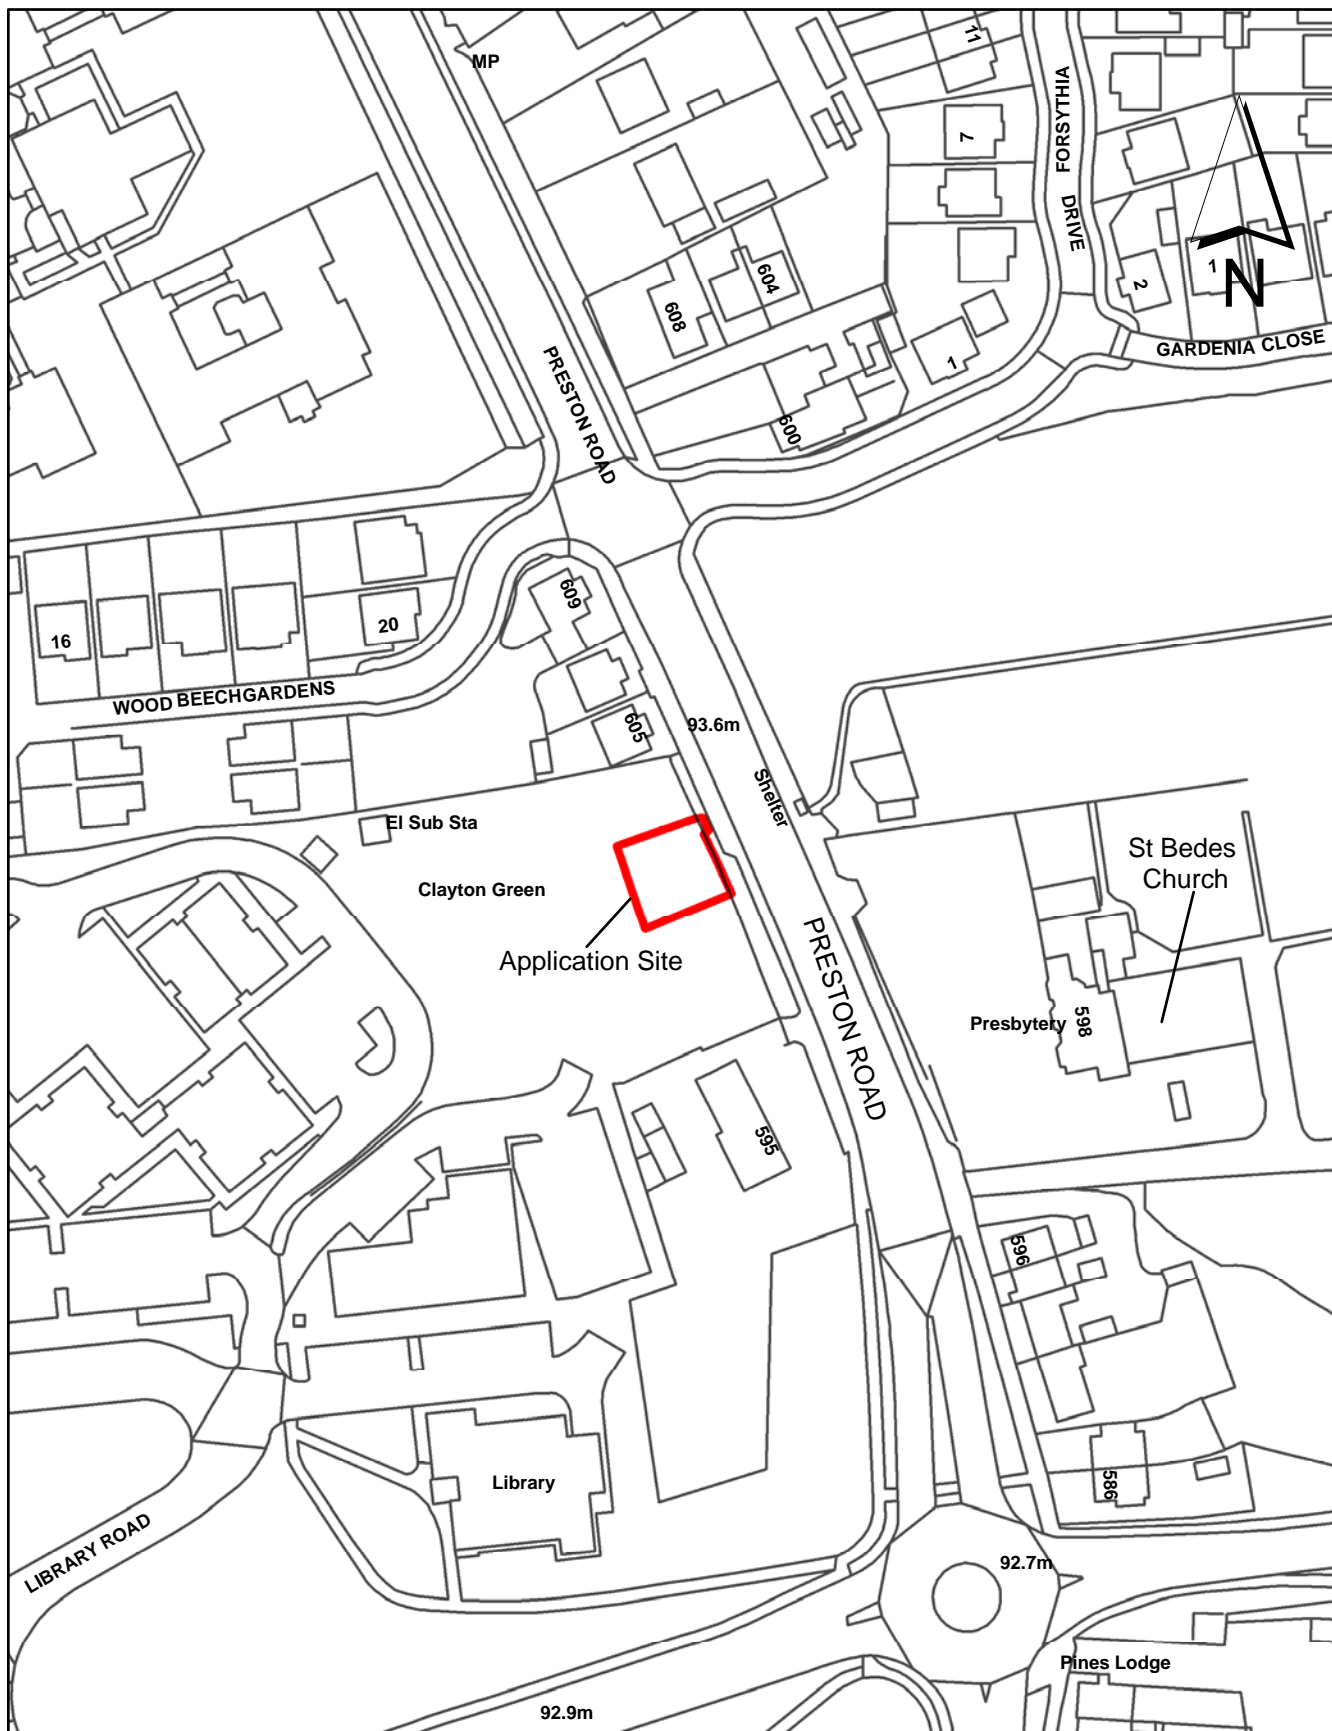 MP
11
FORSYTHIA
DRIVE
7
604
608
1
2
1
N
GARDENIA CLOSE
PRESTON ROAD
600
609
16
20
WOOD BEECHGARDENS
605
93.6m
Shelter
El Sub Sta
Clayton Green
St Bedes
Church
Application Site
PRESTON ROAD
Presbytery
598
595
596
Library
586
LIBRARY ROAD
92.7m
Pines Lodge
92.9m